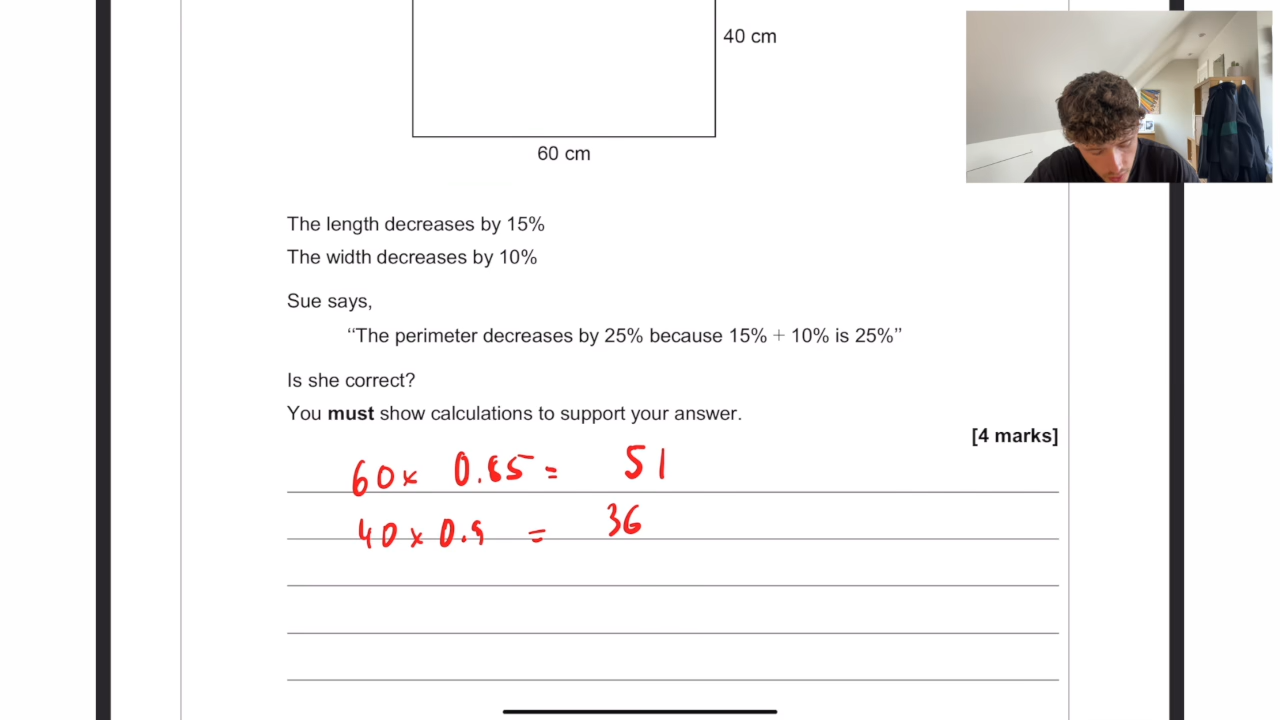 40 cm
60 cm
The length decreases by 15%
The width decreases by 10%
Sue says,
“The perimeter decreases by 25% because 15% + 10% is 25%”
Is she correct?
You must show calculations to support your answer.
[4 marks]
60 × 0.85 = 51
40 × 0.9 = 36